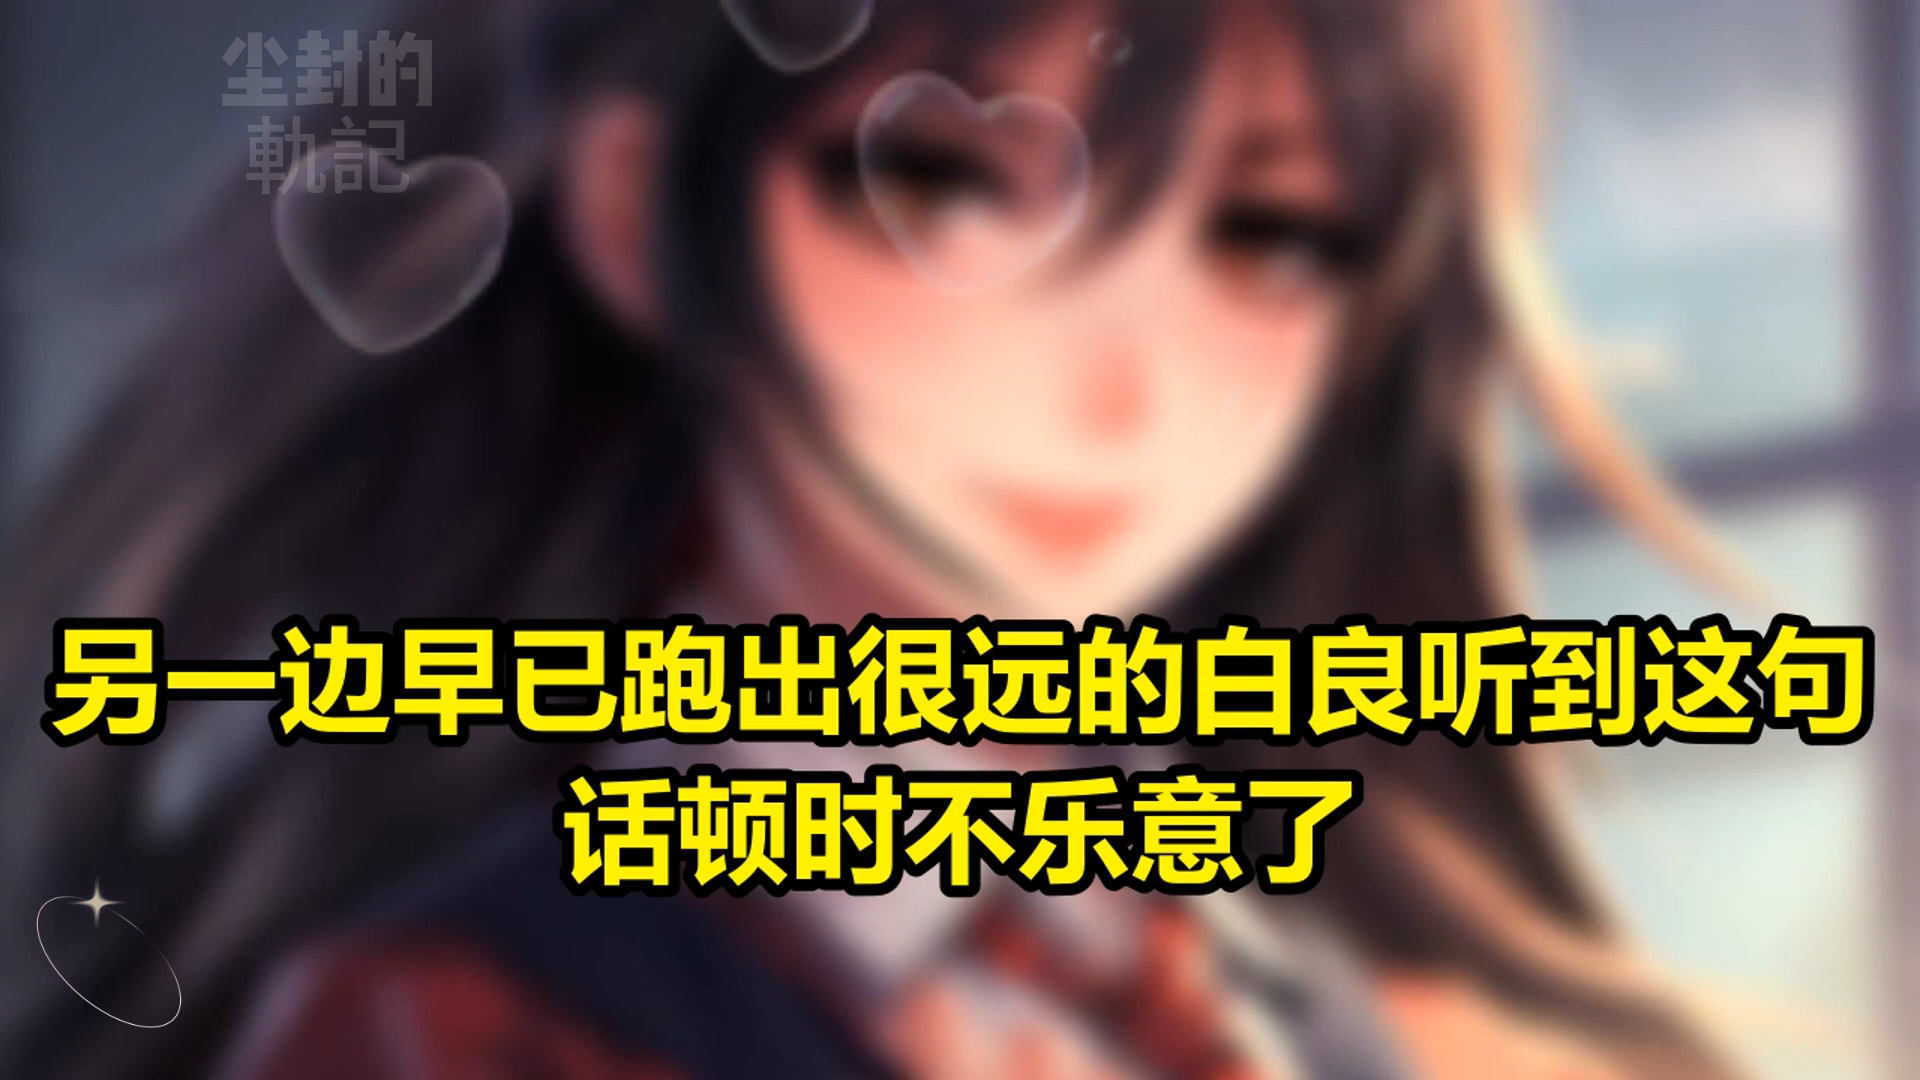 尘封的
軌記
另一边早已跑出很远的白良听到这句
话顿时不乐意了